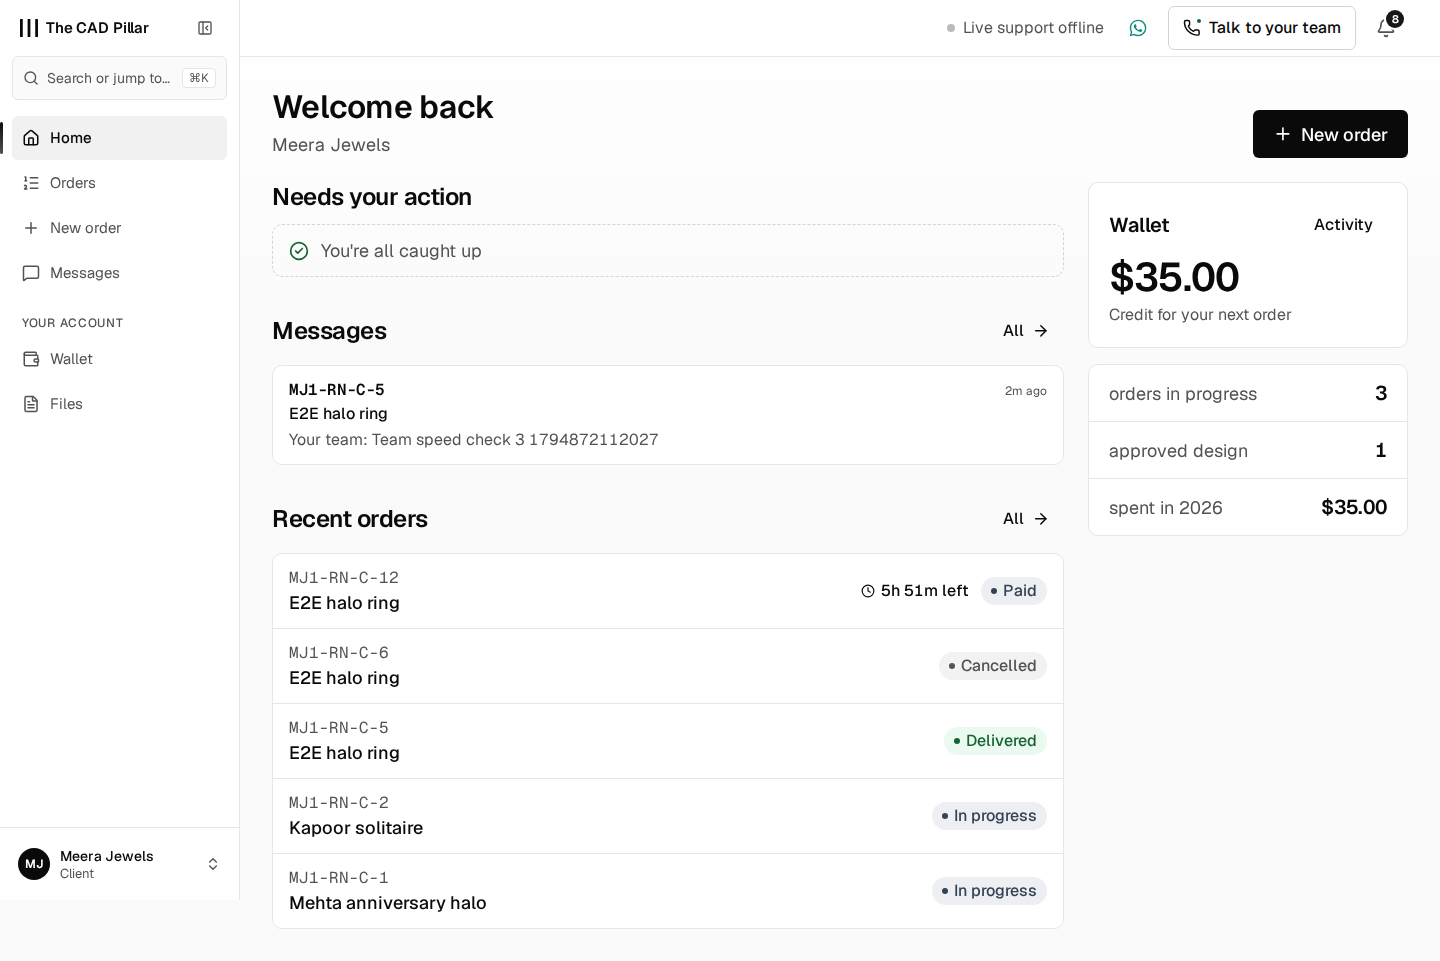 The CAD Pillar
Search or jump to... ⌘K
Home
Orders
New order
Messages
YOUR ACCOUNT
Wallet
Files
MJ
Meera Jewels
Client
Live support offline
Talk to your team
8
Welcome back
Meera Jewels
New order
Needs your action
You're all caught up
Messages
All
MJ1-RN-C-5
2m ago
E2E halo ring
Your team: Team speed check 3 1794872112027
Recent orders
All
MJ1-RN-C-12
E2E halo ring
5h 51m left
Paid
MJ1-RN-C-6
E2E halo ring
Cancelled
MJ1-RN-C-5
E2E halo ring
Delivered
MJ1-RN-C-2
Kapoor solitaire
In progress
MJ1-RN-C-1
Mehta anniversary halo
In progress
Wallet
Activity
$35.00
Credit for your next order
orders in progress 3
approved design 1
spent in 2026 $35.00